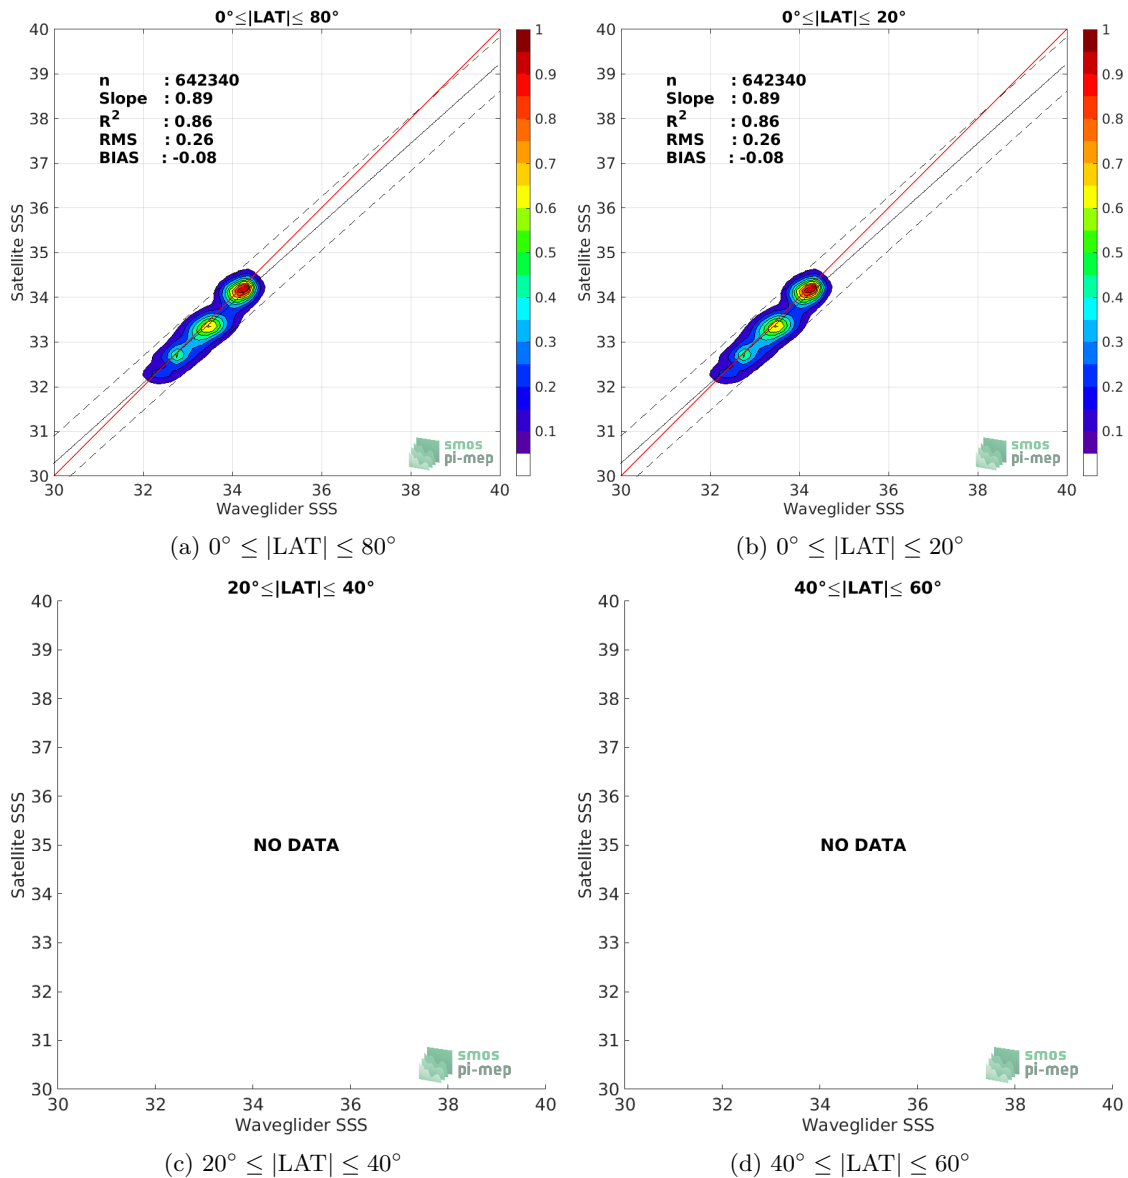 0°≤|LAT|≤ 80°
40
39
38
37
36
35
34
33
32
31
30
Satellite SSS
n : 642340
Slope : 0.89
R² : 0.86
RMS : 0.26
BIAS : -0.08
smos
pi-mep
30 32 34 36 38 40
Waveglider SSS
1
0.9
0.8
0.7
0.6
0.5
0.4
0.3
0.2
0.1
(a) 0° ≤ |LAT| ≤ 80°
0°≤|LAT|≤ 20°
40
39
38
37
36
35
34
33
32
31
30
Satellite SSS
n : 642340
Slope : 0.89
R² : 0.86
RMS : 0.26
BIAS : -0.08
smos
pi-mep
30 32 34 36 38 40
Waveglider SSS
1
0.9
0.8
0.7
0.6
0.5
0.4
0.3
0.2
0.1
(b) 0° ≤ |LAT| ≤ 20°
20°≤|LAT|≤ 40°
40
39
38
37
36
35
34
33
32
31
30
Satellite SSS
NO DATA
smos
pi-mep
30 32 34 36 38 40
Waveglider SSS
(c) 20° ≤ |LAT| ≤ 40°
40°≤|LAT|≤ 60°
40
39
38
37
36
35
34
33
32
31
30
Satellite SSS
NO DATA
smos
pi-mep
30 32 34 36 38 40
Waveglider SSS
(d) 40° ≤ |LAT| ≤ 60°